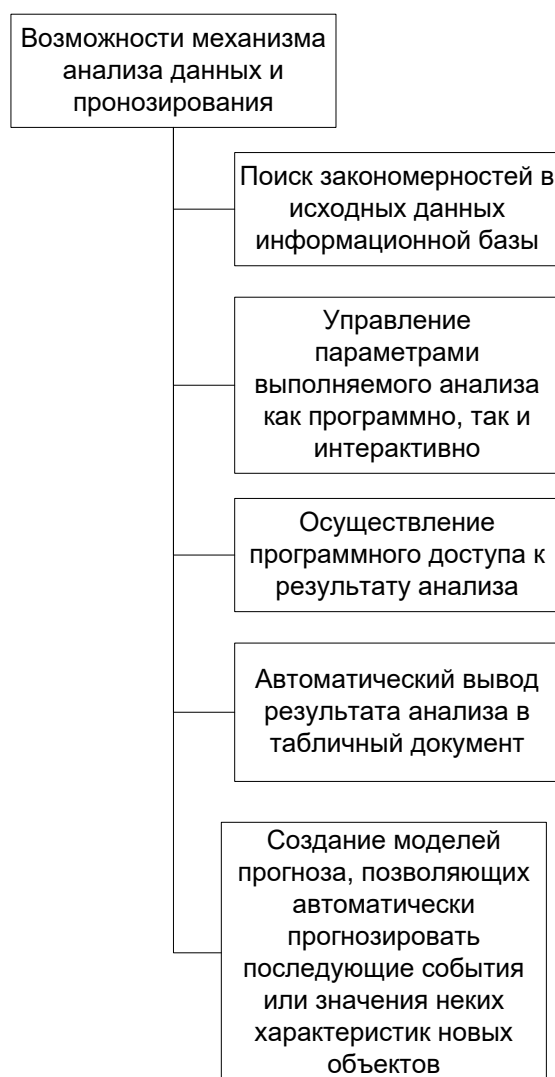 Возможности механизма
анализа данных и
пронозирования
Поиск закономерностей в
исходных данных
информационной базы
Управление
параметрами
выполняемого анализа
как программно, так и
интерактивно
Осуществление
программного доступа к
результату анализа
Автоматический вывод
результата анализа в
табличный документ
Создание моделей
прогноза, позволяющих
автоматически
прогнозировать
последующие события
или значения неких
характеристик новых
объектов